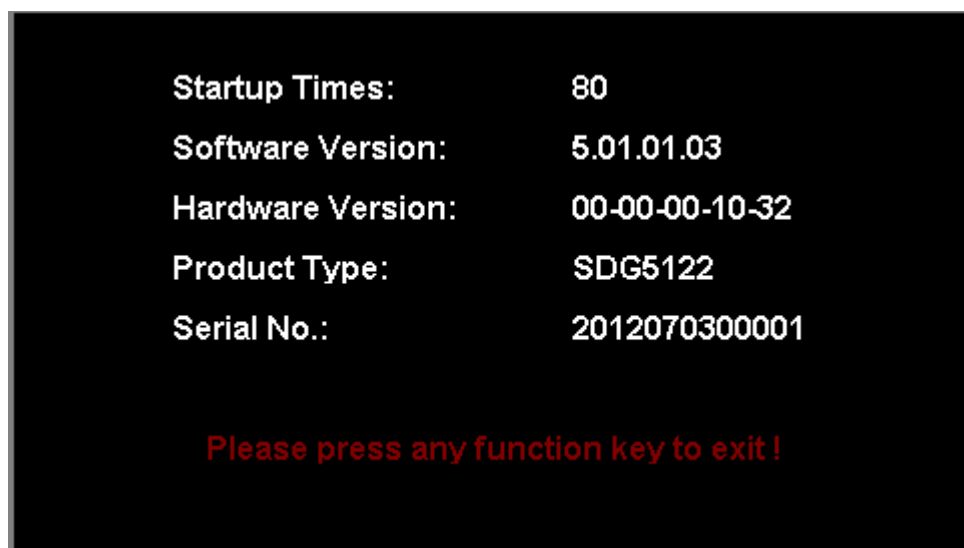 Startup Times: 80
Software Version: 5.01.01.03
Hardware Version: 00-00-00-10-32
Product Type: SDG5122
Serial No.: 2012070300001
Please press any function key to exit !